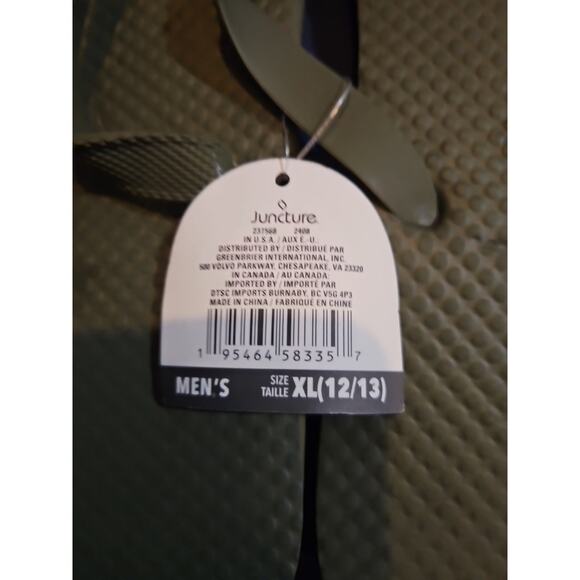 Juncture
237568 2408
IN U.S.A. / AUX É.-U.
DISTRIBUTED BY / DISTRIBUÉ PAR
GREENBRIER INTERNATIONAL, INC.
500 VOLVO PARKWAY, CHESAPEAKE, VA 23320
IN CANADA / AU CANADA:
IMPORTED BY / IMPORTÉ PAR
DTSC IMPORTS BURNABY, BC V5G 4P3
MADE IN CHINA / FABRIQUÉ EN CHINE
1 95464 58335 7
MEN'S SIZE TAILLE XL(12/13)